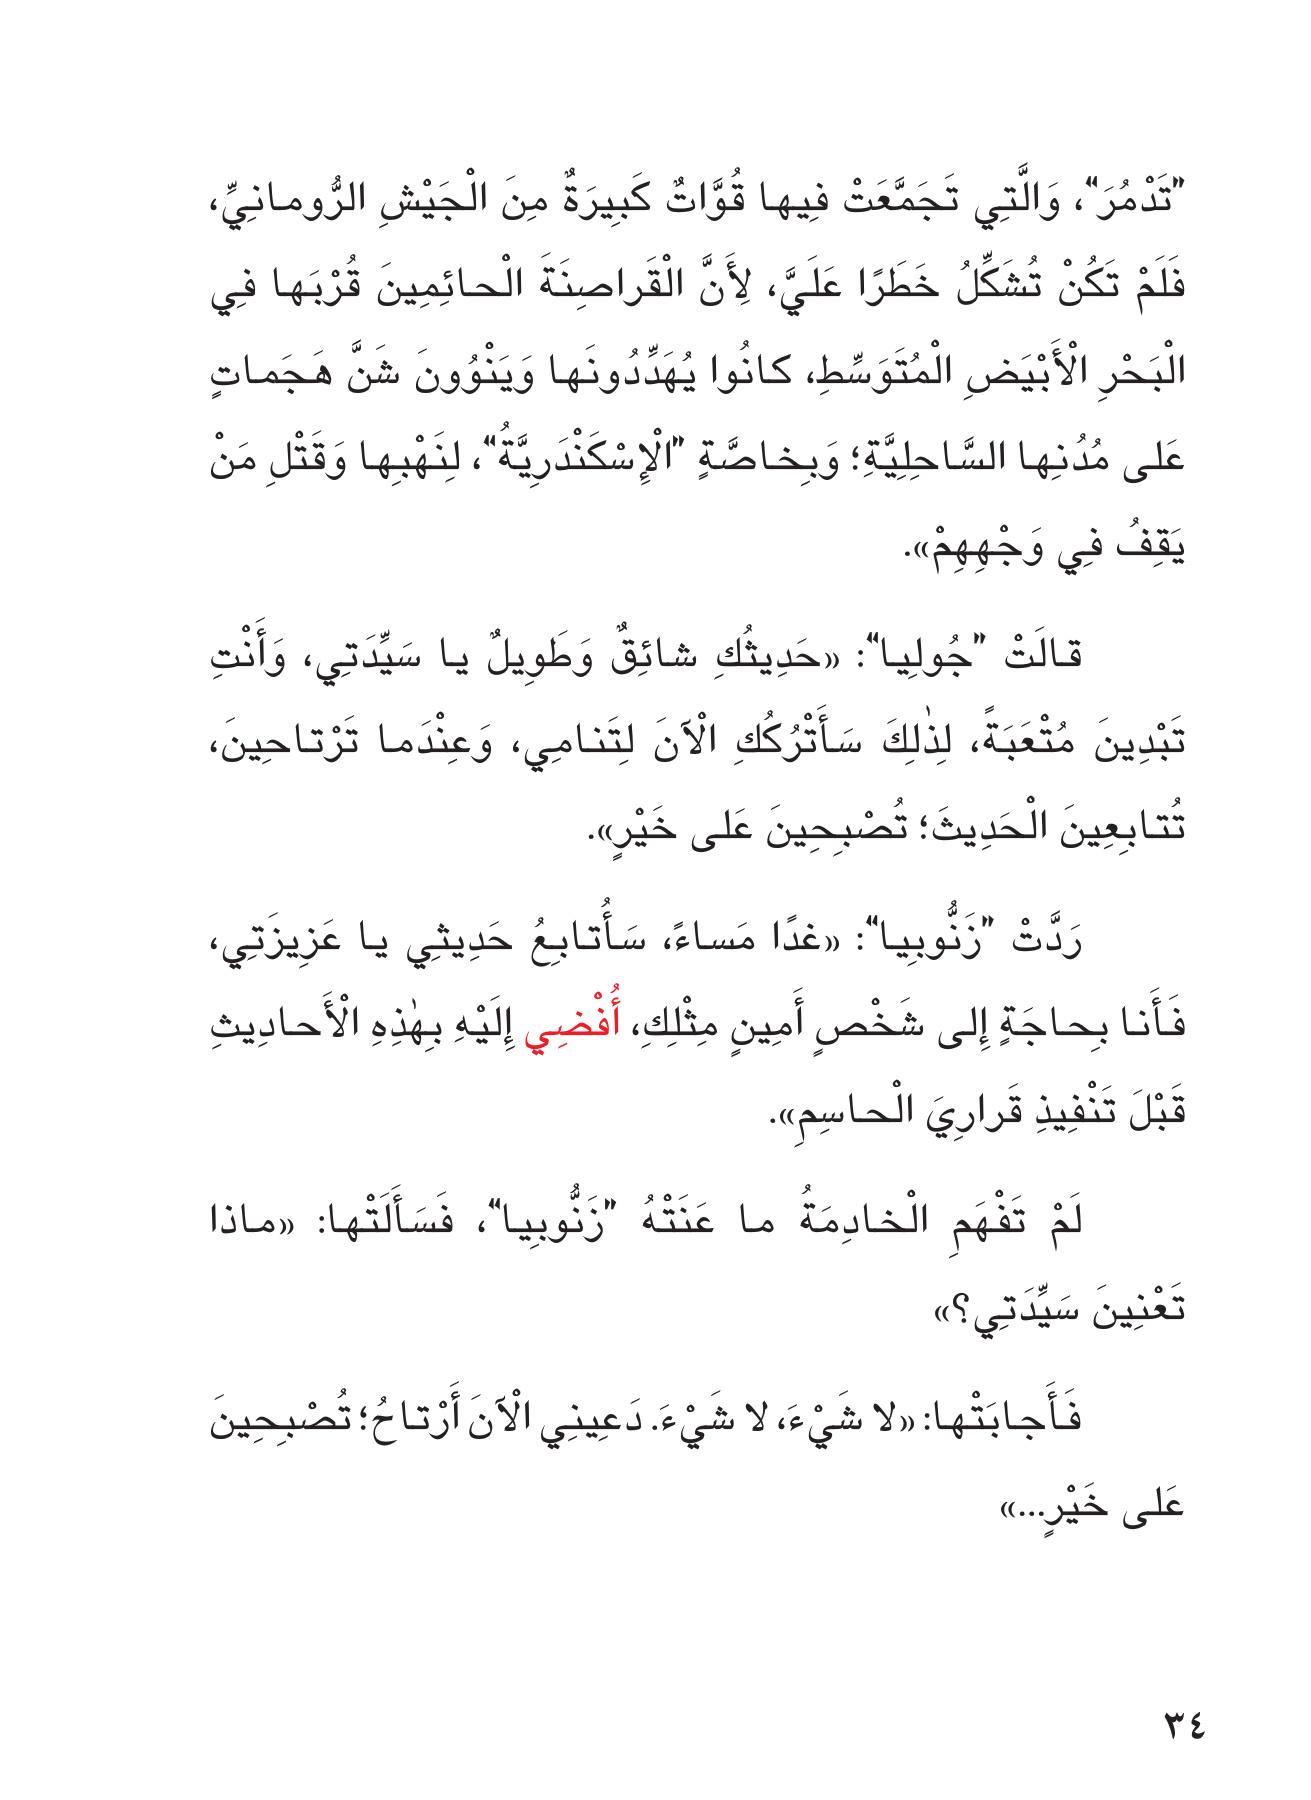 "تَدْمُرَ"، وَالَّتِي تَجَمَّعَتْ فِيها قُوَّاتٌ كَبِيرَةٌ مِنَ الْجَيْشِ الرُّومانِيِّ،
فَلَمْ تَكُنْ تُشَكِّلُ خَطَرًا عَلَيَّ، لِأَنَّ الْقَراصِنَةَ الْحائِمِينَ قُرْبَها فِي
الْبَحْرِ الْأَبْيَضِ الْمُتَوَسِّطِ، كانُوا يُهَدِّدُونَها وَيَنْوُونَ شَنَّ هَجَماتٍ
عَلى مُدُنِها السَّاحِلِيَّةِ؛ وَبِخاصَّةٍ "الْإِسْكَنْدَرِيَّةُ"، لِنَهْبِها وَقَتْلِ مَنْ
يَقِفُ فِي وَجْهِهِمْ».
قالَتْ "جُولِيا": «حَدِيثُكِ شائِقٌ وَطَوِيلٌ يا سَيِّدَتِي، وَأَنْتِ
تَبْدِينَ مُتْعَبَةً، لِذٰلِكَ سَأَتْرُكُكِ الْآنَ لِتَنامِي، وَعِنْدَما تَرْتاحِينَ،
تُتابِعِينَ الْحَدِيثَ؛ تُصْبِحِينَ عَلى خَيْرٍ».
رَدَّتْ "زَنُّوبِيا": «غدًا مَساءً، سَأُتابِعُ حَدِيثِي يا عَزِيزَتِي،
فَأَنا بِحاجَةٍ إِلى شَخْصٍ أَمِينٍ مِثْلِكِ، أُفْضِي إِلَيْهِ بِهٰذِهِ الْأَحادِيثِ
قَبْلَ تَنْفِيذِ قَرارِيَ الْحاسِمِ».
لَمْ تَفْهَمِ الْخادِمَةُ ما عَنَتْهُ "زَنُّوبِيا"، فَسَأَلَتْها: «ماذا
تَعْنِينَ سَيِّدَتِي؟»
فَأَجابَتْها: «لا شَيْءَ، لا شَيْءَ. دَعِينِي الْآنَ أَرْتاحُ؛ تُصْبِحِينَ
عَلى خَيْرٍ...»
٣٤